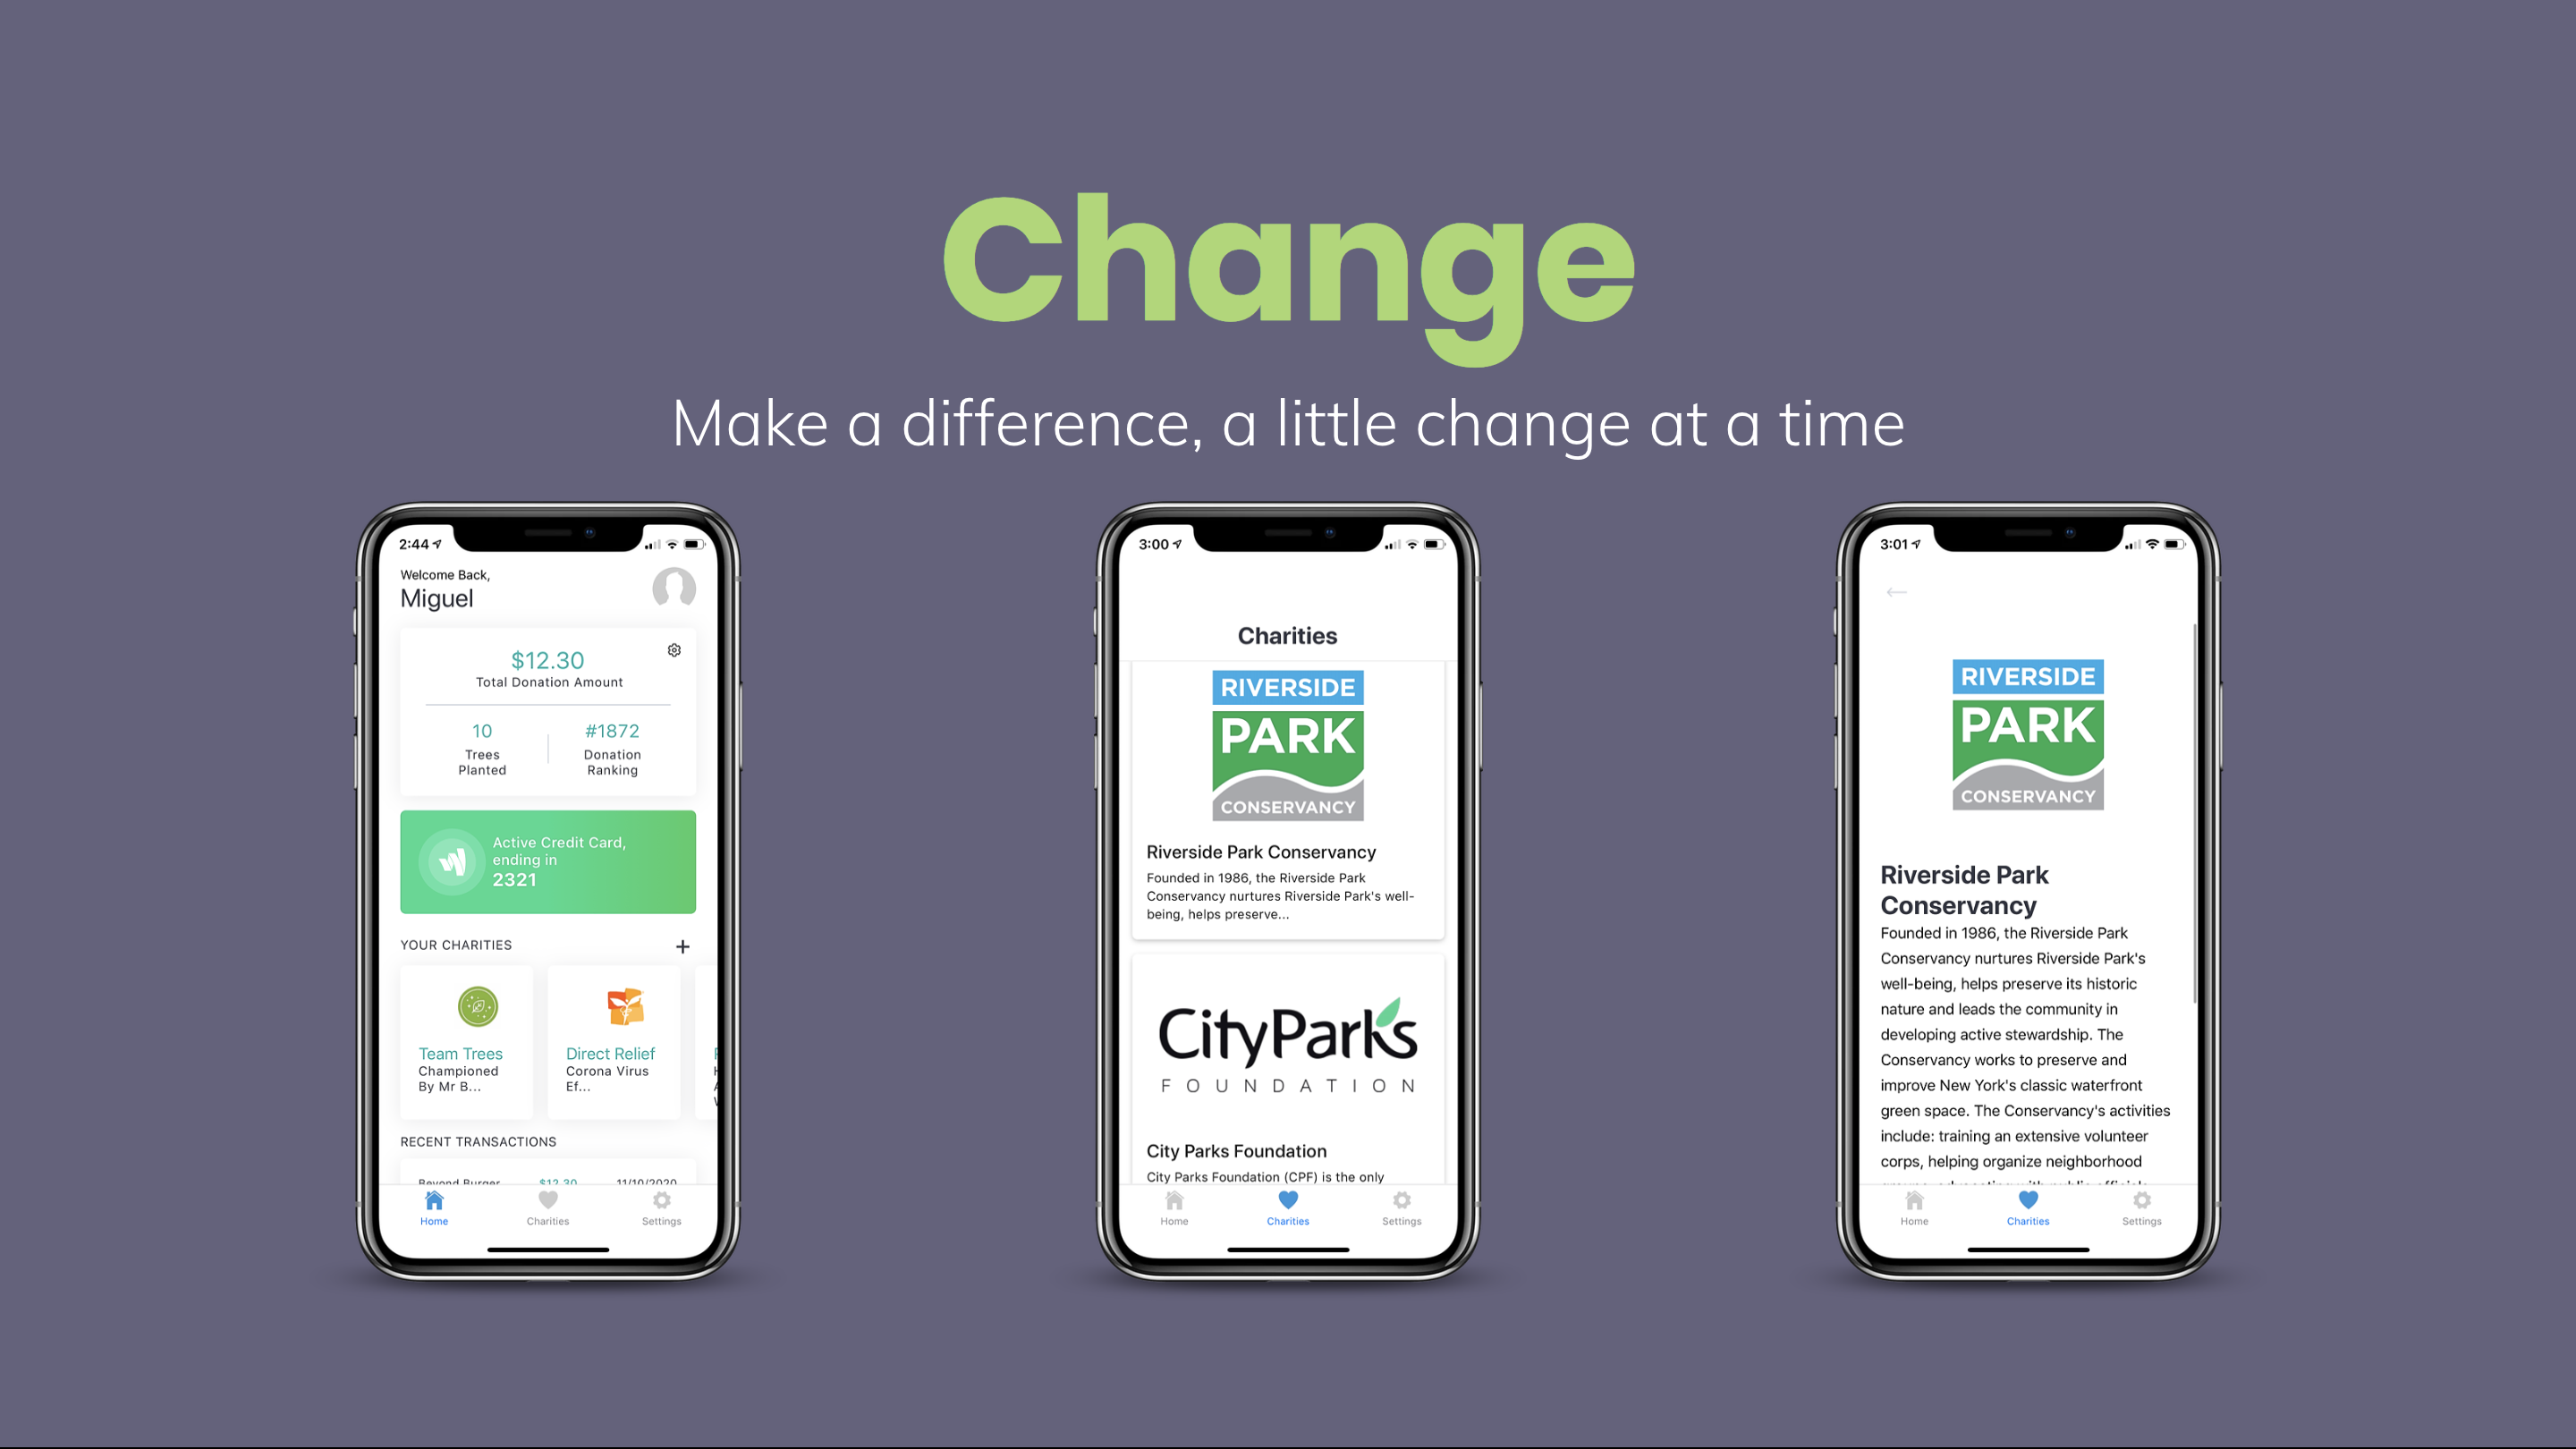 Change
Make a difference, a little change at a time
2:44
Welcome Back,
Miguel
$12.30
Total Donation Amount
10
Trees
Planted
#1872
Donation
Ranking
Active Credit Card,
ending in
2321
YOUR CHARITIES
+
Team Trees
Championed
By Mr B...
Direct Relief
Corona Virus
Ef...
RECENT TRANSACTIONS
Beyond Burger $12.30 11/10/2020
Home Charities Settings
3:00
Charities
RIVERSIDE
PARK
CONSERVANCY
Riverside Park Conservancy
Founded in 1986, the Riverside Park
Conservancy nurtures Riverside Park's well-
being, helps preserve...
CityParks
FOUNDATION
City Parks Foundation
City Parks Foundation (CPF) is the only
Home Charities Settings
3:01
RIVERSIDE
PARK
CONSERVANCY
Riverside Park
Conservancy
Founded in 1986, the Riverside Park
Conservancy nurtures Riverside Park's
well-being, helps preserve its historic
nature and leads the community in
developing active stewardship. The
Conservancy works to preserve and
improve New York's classic waterfront
green space. The Conservancy's activities
include: training an extensive volunteer
corps, helping organize neighborhood
Home Charities Settings